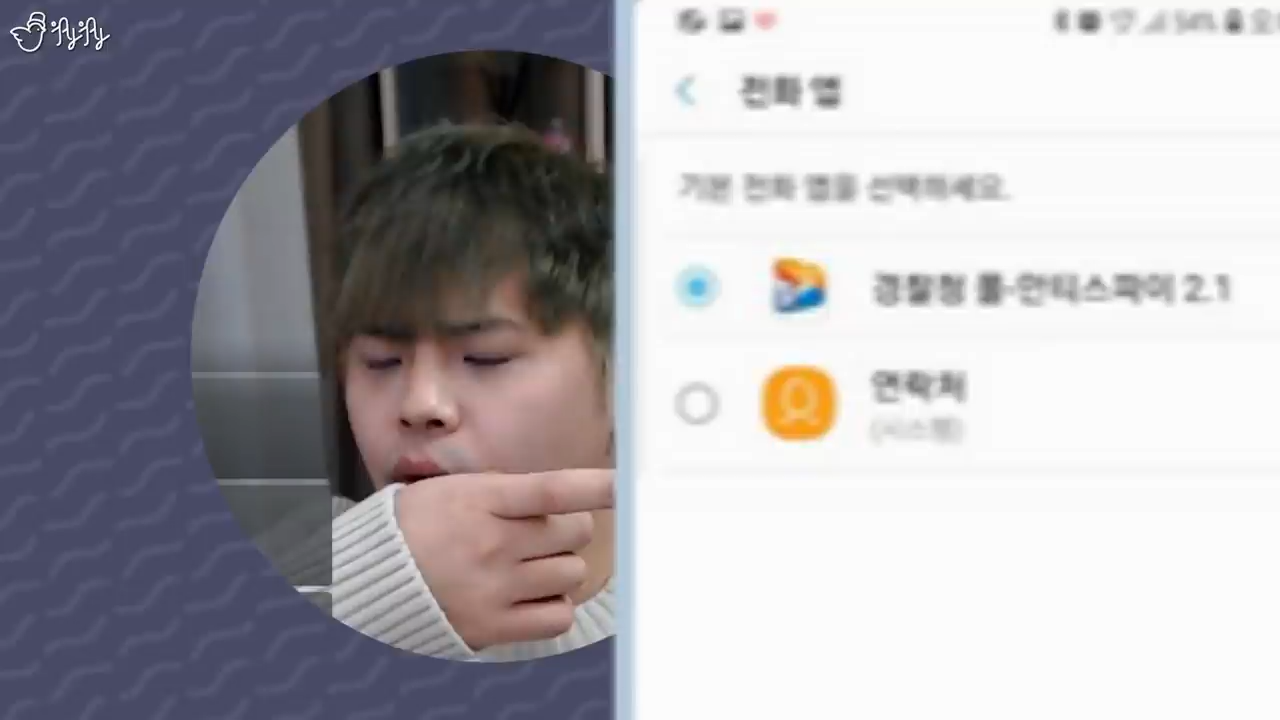 전화 앱
기본 전화 앱을 선택하세요.
경찰청 폴-안티스파이 2.1
연락처
(시스템)